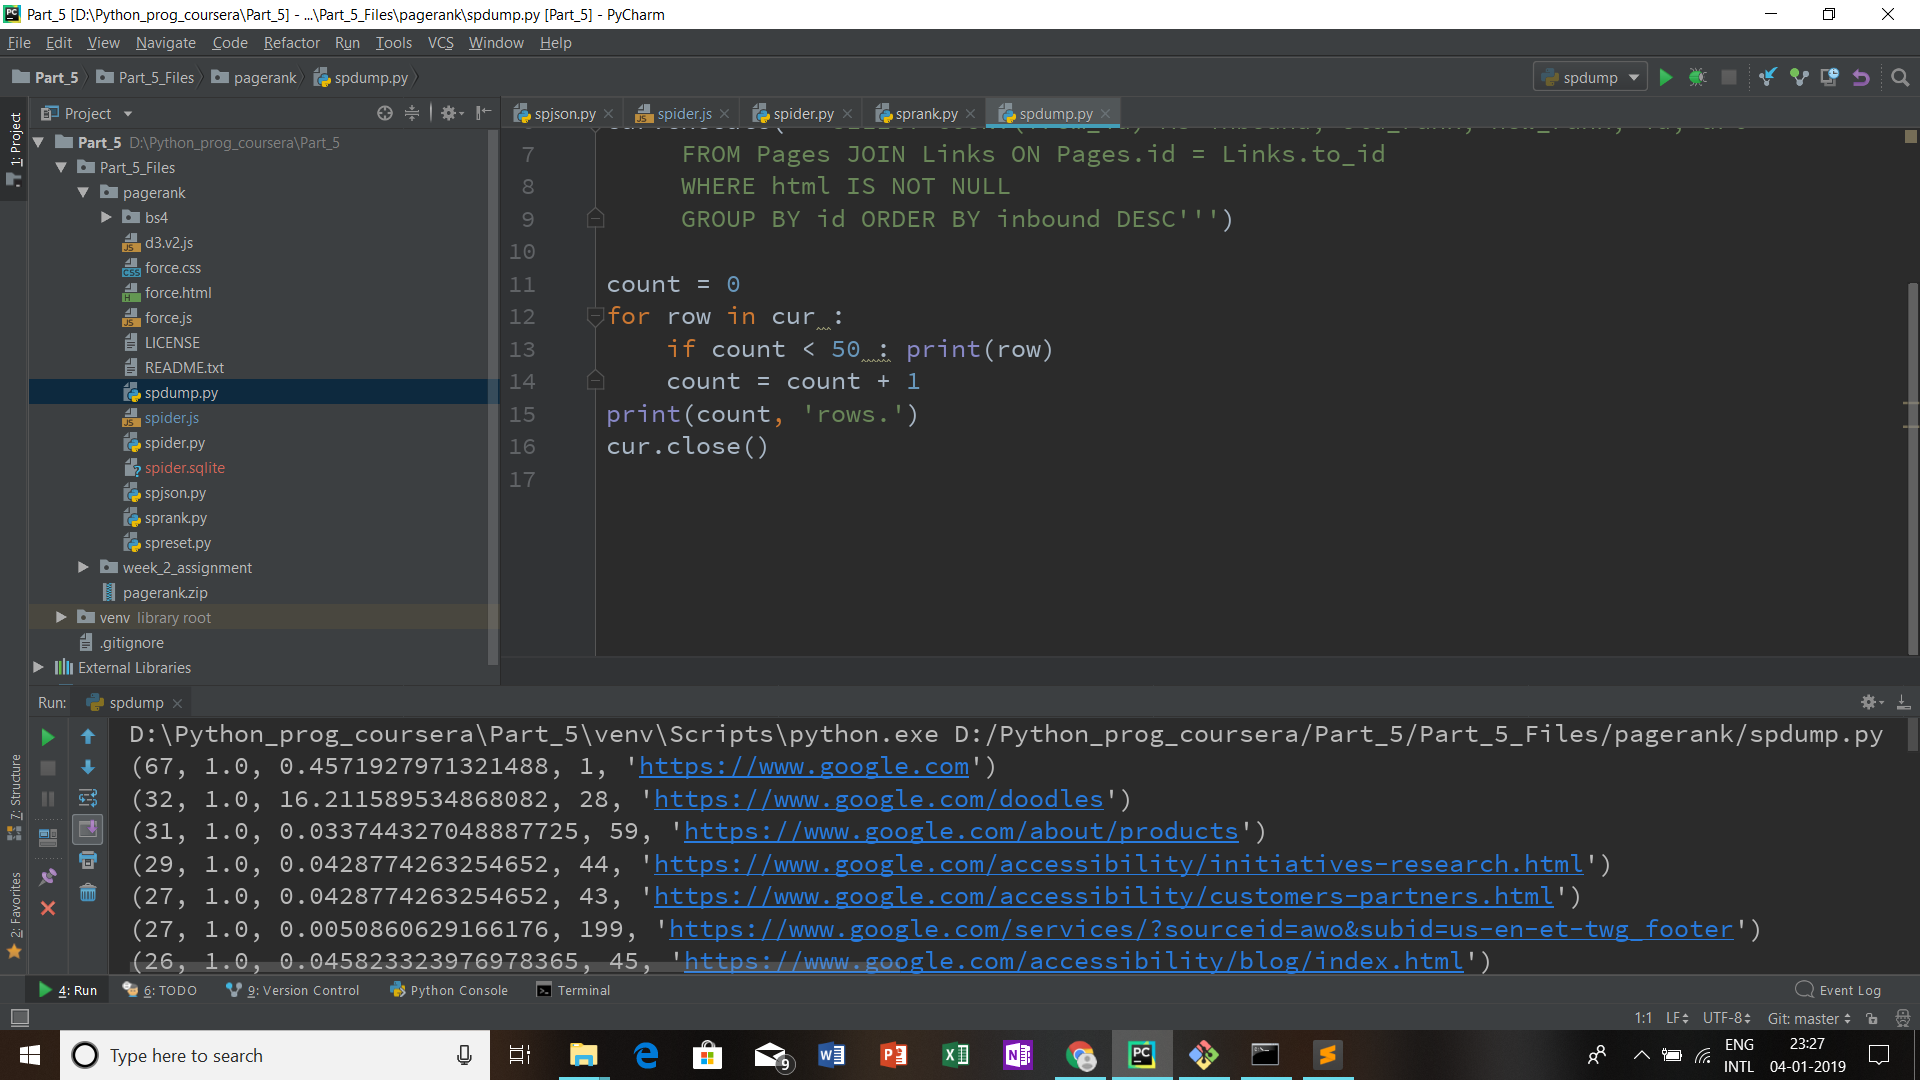 Part_5 [D:\Python_prog_coursera\Part_5] - ...\Part_5_Files\pagerank\spdump.py [Part_5] - PyCharm
File Edit View Navigate Code Refactor Run Tools VCS Window Help
Part_5 Part_5_Files pagerank spdump.py
spdump
Project
spjson.py spider.js spider.py sprank.py spdump.py
1: Project
7: Structure
2: Favorites
Part_5 D:\Python_prog_coursera\Part_5
Part_5_Files
pagerank
bs4
d3.v2.js
force.css
force.html
force.js
LICENSE
README.txt
spdump.py
spider.js
spider.py
spider.sqlite
spjson.py
sprank.py
spreset.py
week_2_assignment
pagerank.zip
venv library root
.gitignore
External Libraries
7 FROM Pages JOIN Links ON Pages.id = Links.to_id
8 WHERE html IS NOT NULL
9 GROUP BY id ORDER BY inbound DESC''')
10
11 count = 0
12 for row in cur :
13 if count < 50 : print(row)
14 count = count + 1
15 print(count, 'rows.')
16 cur.close()
17
Run: spdump
D:\Python_prog_coursera\Part_5\venv\Scripts\python.exe D:/Python_prog_coursera/Part_5/Part_5_Files/pagerank/spdump.py
(67, 1.0, 0.4571927971321488, 1, 'https://www.google.com')
(32, 1.0, 16.211589534868082, 28, 'https://www.google.com/doodles')
(31, 1.0, 0.033744327048887725, 59, 'https://www.google.com/about/products')
(29, 1.0, 0.0428774263254652, 44, 'https://www.google.com/accessibility/initiatives-research.html')
(27, 1.0, 0.0428774263254652, 43, 'https://www.google.com/accessibility/customers-partners.html')
(27, 1.0, 0.0050860629166176, 199, 'https://www.google.com/services/?sourceid=awo&subid=us-en-et-twg_footer')
(26, 1.0, 0.045823323976978365, 45, 'https://www.google.com/accessibility/blog/index.html')
4: Run 6: TODO 9: Version Control Python Console Terminal Event Log
1:1 LF UTF-8 Git: master
Type here to search
9
ENG
INTL
23:27
04-01-2019